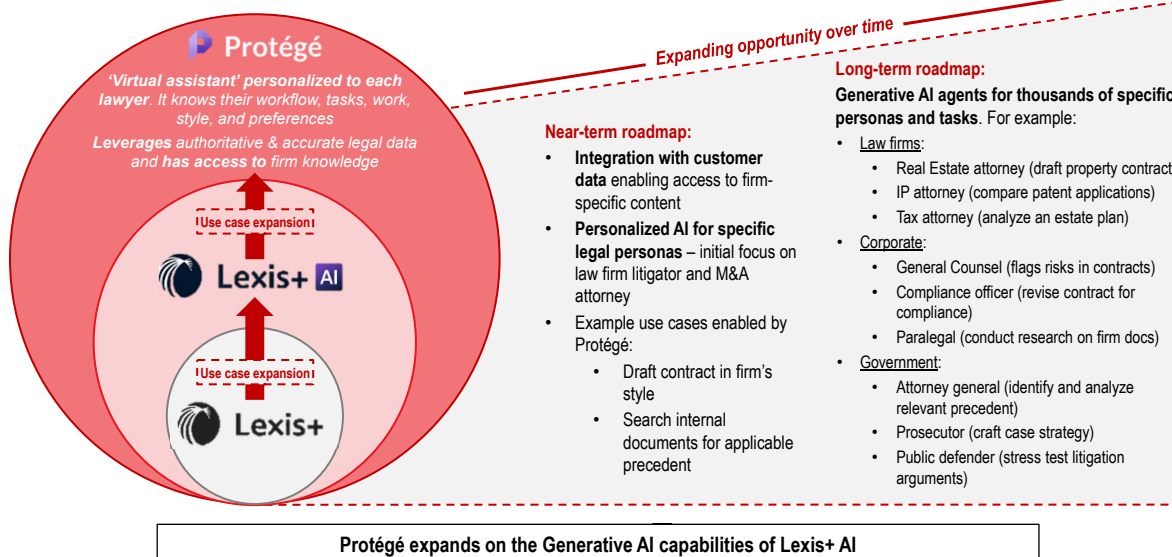 Protégé
'Virtual assistant' personalized to each
lawyer. It knows their workflow, tasks, work,
style, and preferences
Leverages authoritative & accurate legal data
and has access to firm knowledge
Use case expansion
Lexis+ AI
Use case expansion
Lexis+
Expanding opportunity over time
Near-term roadmap:
• Integration with customer
data enabling access to firm-
specific content
• Personalized AI for specific
legal personas – initial focus on
law firm litigator and M&A
attorney
• Example use cases enabled by
Protégé:
• Draft contract in firm's
style
• Search internal
documents for applicable
precedent
Long-term roadmap:
Generative AI agents for thousands of specific
personas and tasks. For example:
• Law firms:
• Real Estate attorney (draft property contract
• IP attorney (compare patent applications)
• Tax attorney (analyze an estate plan)
• Corporate:
• General Counsel (flags risks in contracts)
• Compliance officer (revise contract for
compliance)
• Paralegal (conduct research on firm docs)
• Government:
• Attorney general (identify and analyze
relevant precedent)
• Prosecutor (craft case strategy)
• Public defender (stress test litigation
arguments)
Protégé expands on the Generative AI capabilities of Lexis+ AI